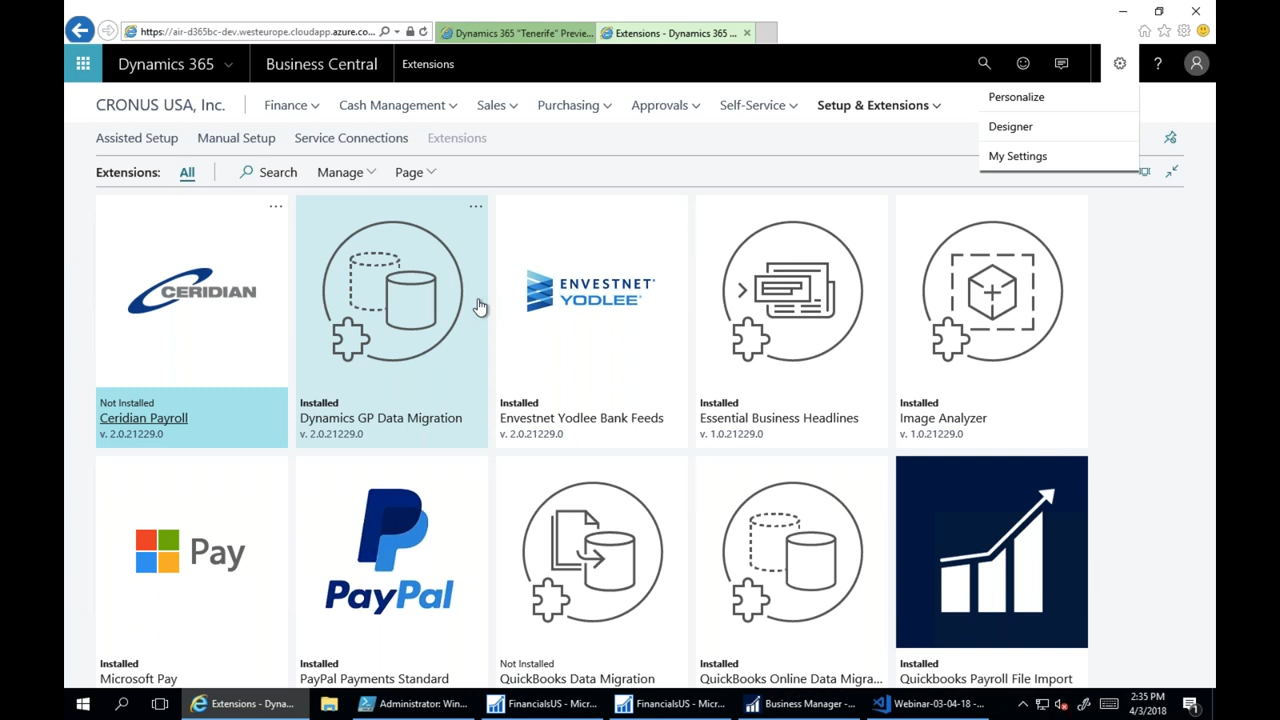 https://air-d365bc-dev.westeurope.cloudapp.azure.co...
Dynamics 365 "Tenerife" Previe...
Extensions - Dynamics 365 ...
Dynamics 365
Business Central
Extensions
CRONUS USA, Inc.
Finance
Cash Management
Sales
Purchasing
Approvals
Self-Service
Setup & Extensions
Personalize
Designer
My Settings
Assisted Setup
Manual Setup
Service Connections
Extensions
Extensions:
All
Search
Manage
Page
CERIDIAN
Not Installed
Ceridian Payroll
v. 2.0.21229.0
Installed
Dynamics GP Data Migration
v. 2.0.21229.0
ENVESTNET
YODLEE
Installed
Envestnet Yodlee Bank Feeds
v. 2.0.21229.0
Installed
Essential Business Headlines
v. 1.0.21229.0
Installed
Image Analyzer
v. 1.0.21229.0
Pay
Installed
Microsoft Pay
PayPal
Installed
PayPal Payments Standard
Not Installed
QuickBooks Data Migration
Installed
QuickBooks Online Data Migra...
Installed
Quickbooks Payroll File Import
Extensions - Dyna...
Administrator: Win...
FinancialsUS - Micr...
FinancialsUS - Micr...
Business Manager -...
Webinar-03-04-18 -...
2:35 PM
4/3/2018